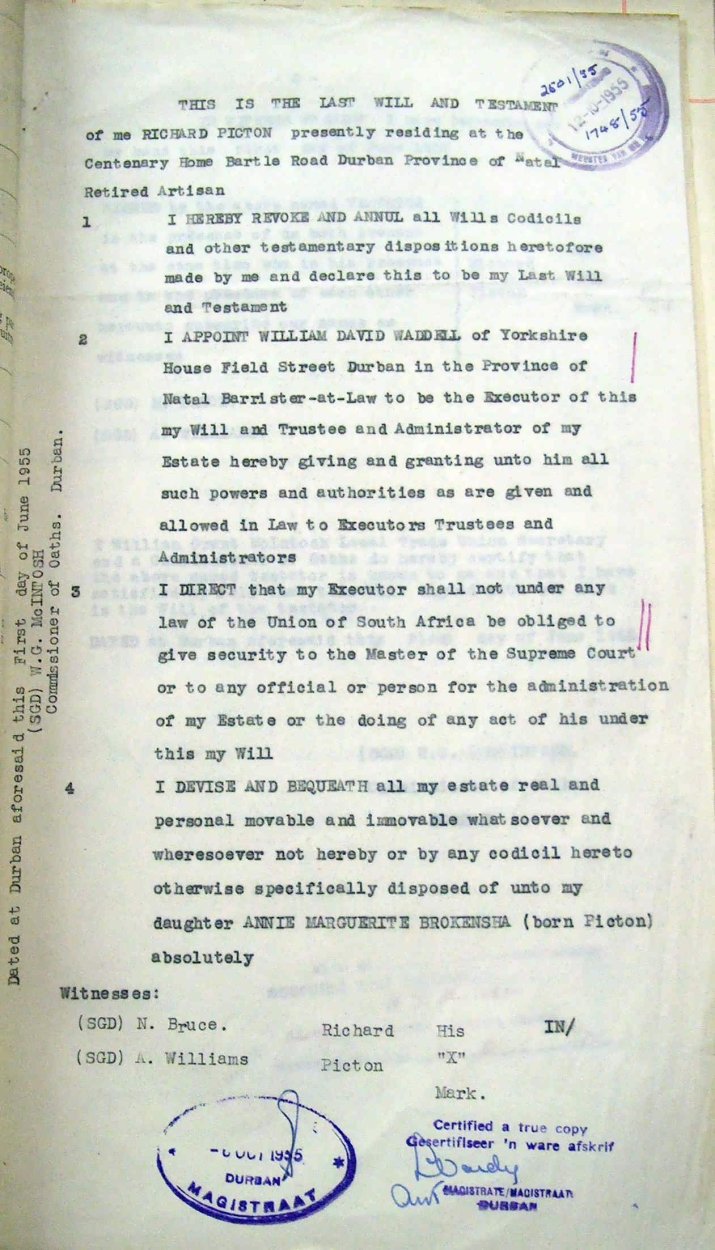 2601/55
12-10-1955
1748/55
THIS IS THE LAST WILL AND TESTAMENT
of me RICHARD PICTON presently residing at the
Centenary Home Bartle Road Durban Province of Natal
Retired Artisan
1 I HEREBY REVOKE AND ANNUL all Wills Codicils
and other testamentary dispositions heretofore
made by me and declare this to be my Last Will
and Testament
2 I APPOINT WILLIAM DAVID WADDELL of Yorkshire
House Field Street Durban in the Province of
Natal Barrister-at-Law to be the Executor of this
my Will and Trustee and Administrator of my
Estate hereby giving and granting unto him all
such powers and authorities as are given and
allowed in Law to Executors Trustees and
Administrators
3 I DIRECT that my Executor shall not under any
law of the Union of South Africa be obliged to
give security to the Master of the Supreme Court
or to any official or person for the administration
of my Estate or the doing of any act of his under
this my Will
4 I DEVISE AND BEQUEATH all my estate real and
personal movable and immovable whatsoever and
wheresoever not hereby or by any codicil hereto
otherwise specifically disposed of unto my
daughter ANNIE MARGUERITE BROKENSHA (born Picton)
absolutely
Witnesses:
(SGD) N. Bruce. Richard His IN/
(SGD) A. Williams Picton "X"
Mark.
Dated at Durban aforesaid this First day of June 1955
(SGD) W.G. McINTOSH
Commissioner of Oaths. Durban.
OCT 1955
DURBAN
MAGISTRAAT
Certified a true copy
Gesertifiseer 'n ware afskrif
MAGISTRATE/MAGISTRAAT
DURBAN